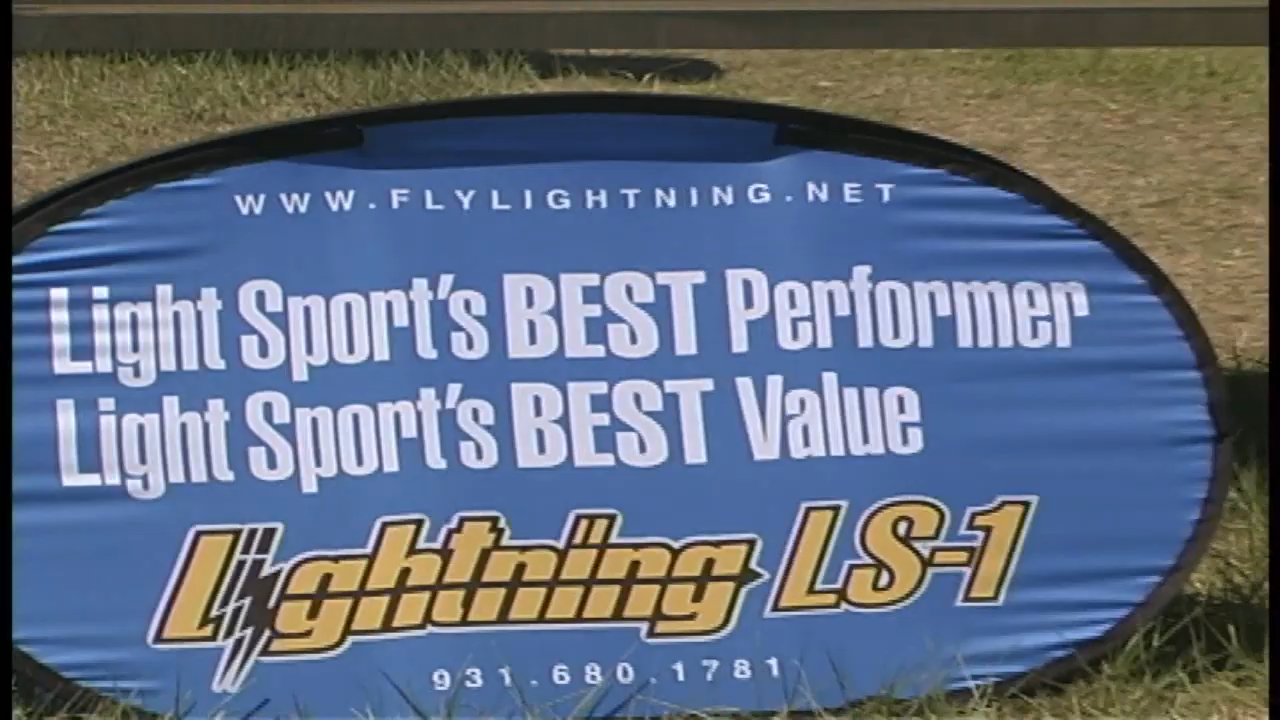 WWW.FLYLIGHTNING.NET
Light Sport's BEST Performer
Light Sport's BEST Value
Lightning LS-1
931.680.1781